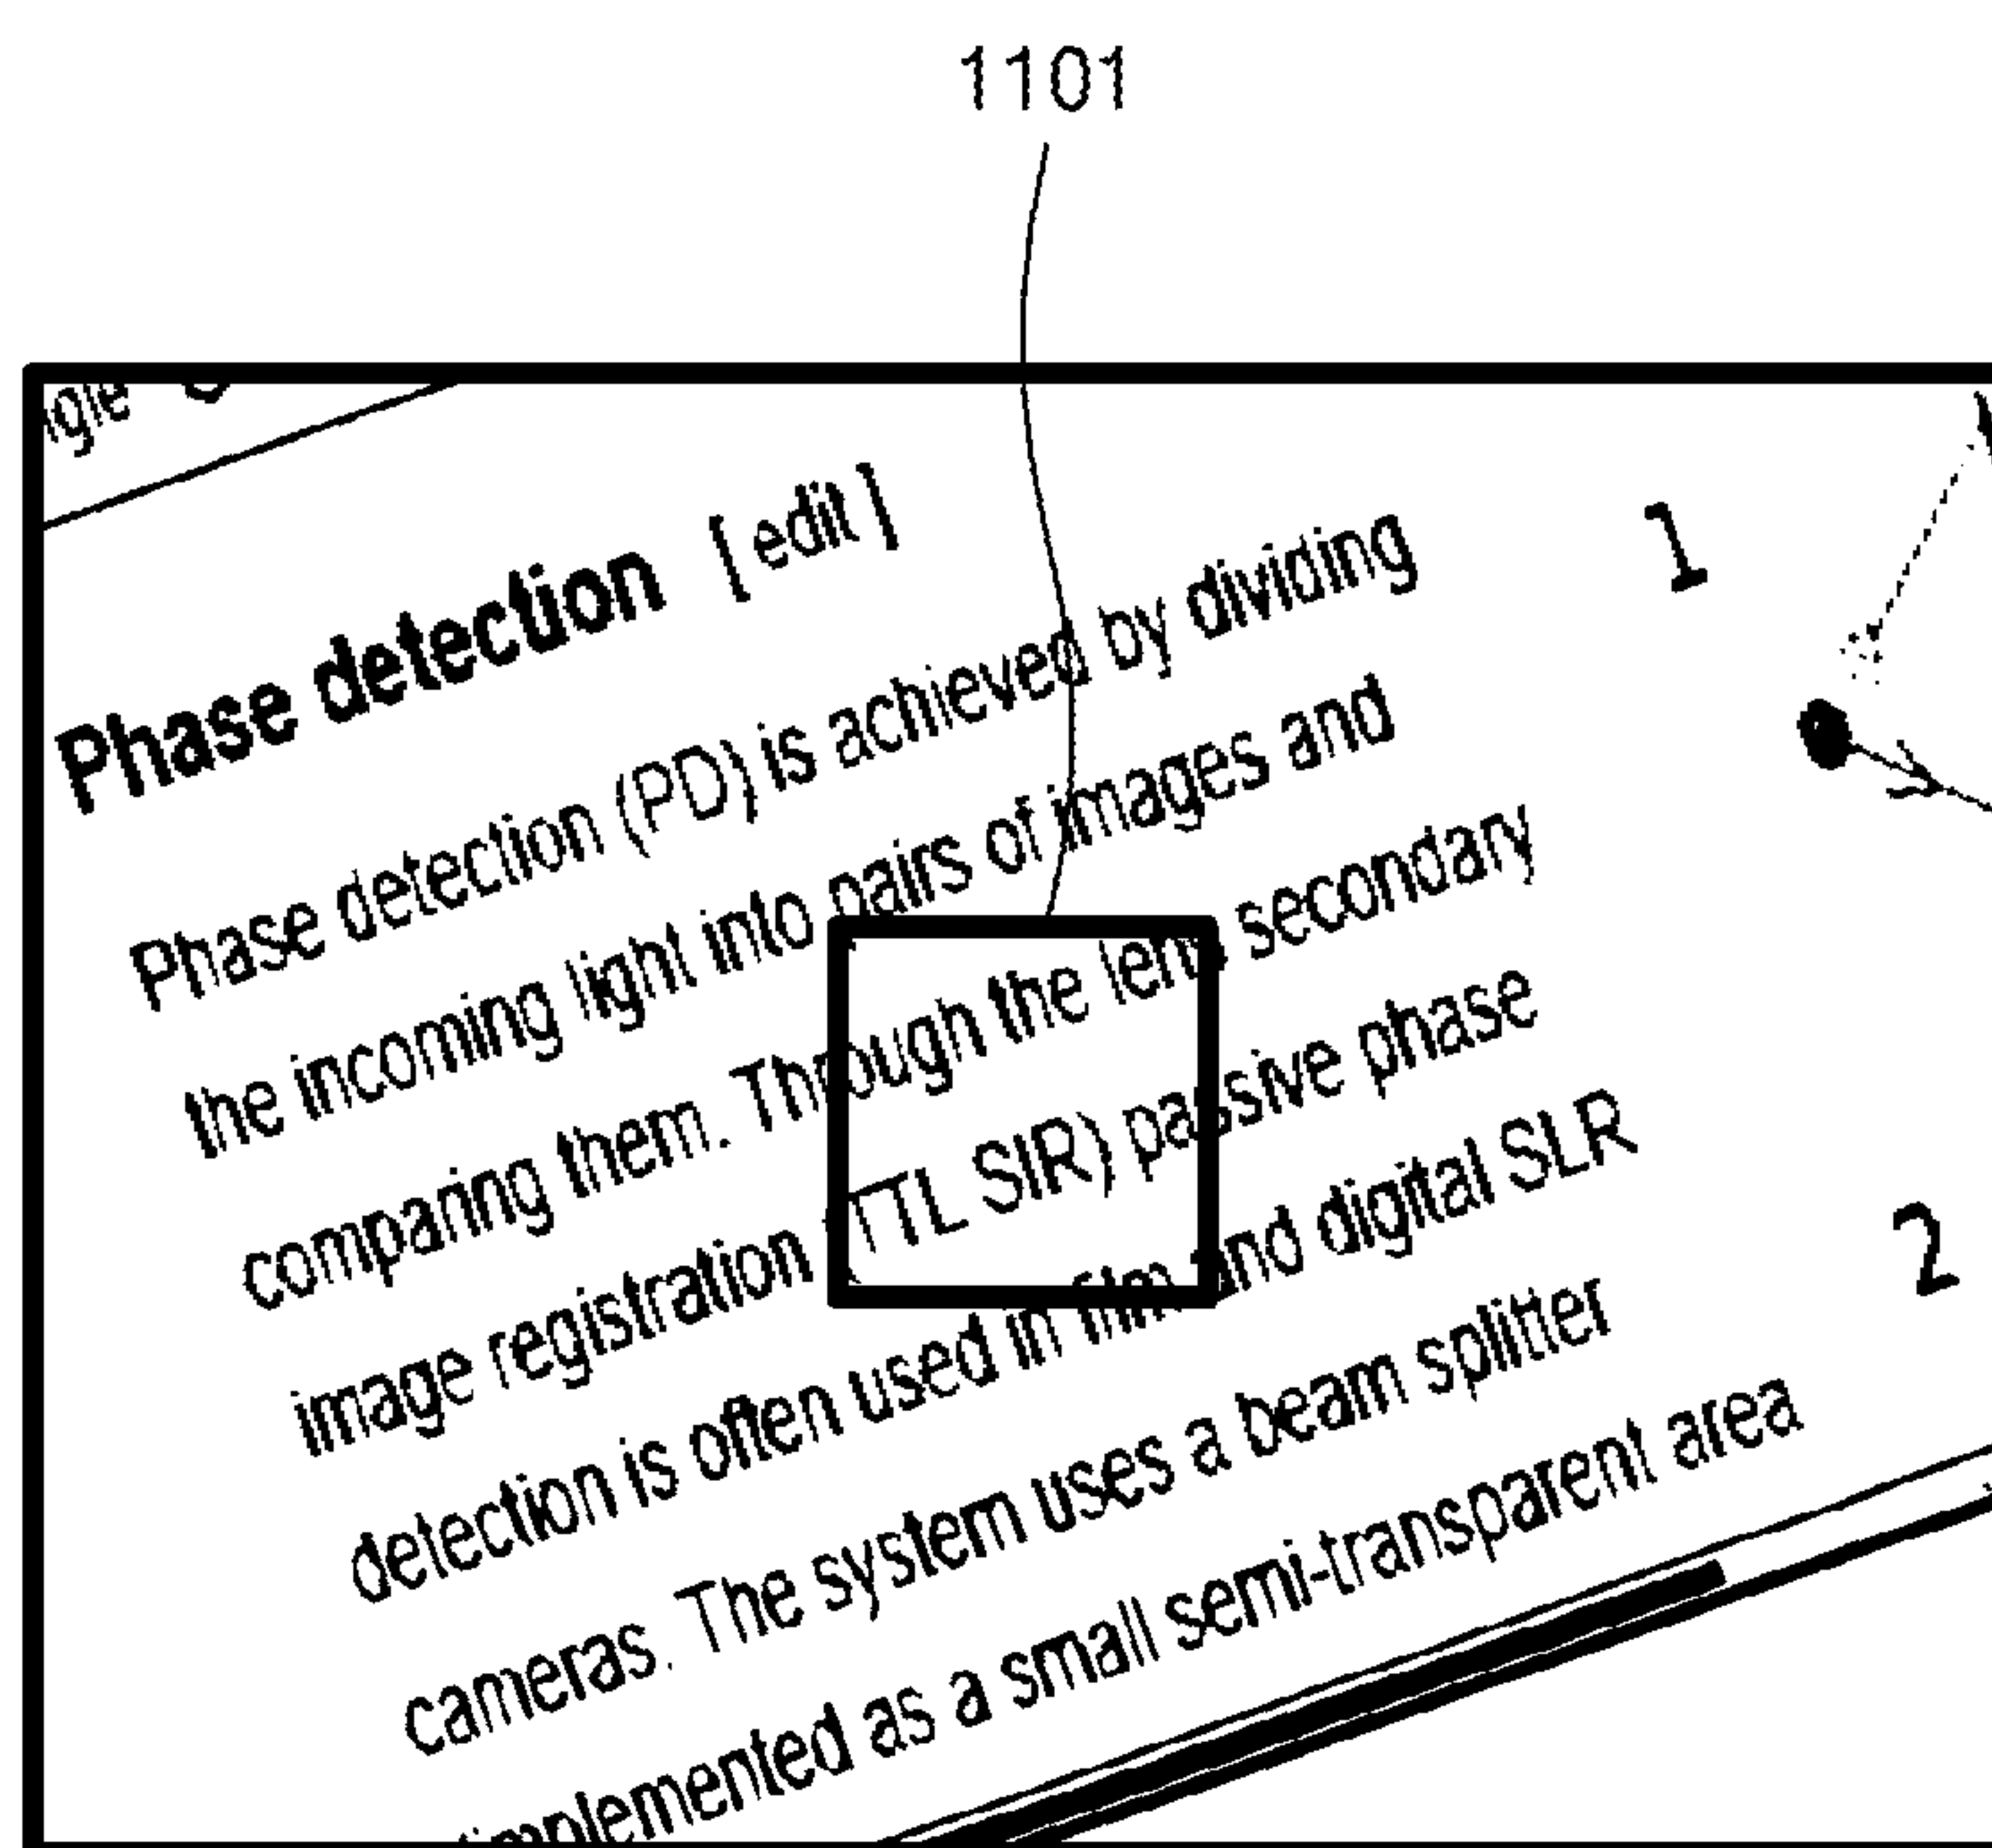 1101
Phase detection [edit]
Phase detection (PD) is achieved by dividing
1
the incoming light into pairs of images and
comparing them. Through the lens secondary
image registration (TTL SIR) passive phase
detection is often used in film and digital SLR
2
cameras. The system uses a beam splitter
implemented as a small semi-transparent area